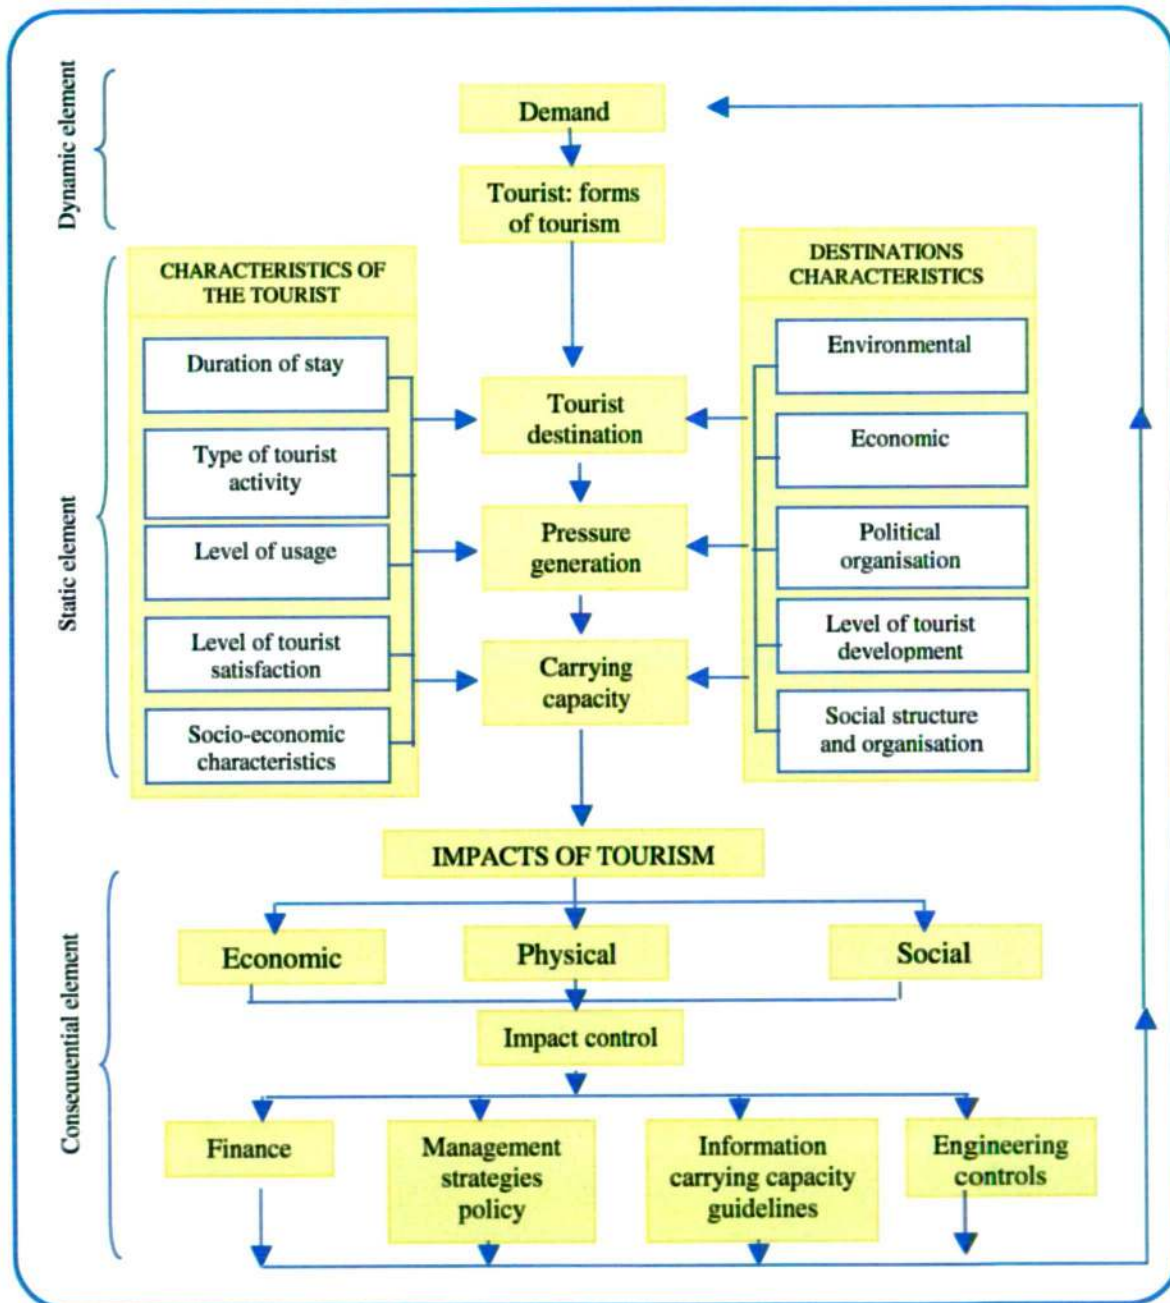 Dynamic element
Demand
Tourist: forms
of tourism
Static element
CHARACTERISTICS OF
THE TOURIST
Duration of stay
Type of tourist
activity
Level of usage
Level of tourist
satisfaction
Socio-economic
characteristics
Tourist
destination
Pressure
generation
Carrying
capacity
DESTINATIONS
CHARACTERISTICS
Environmental
Economic
Political
organisation
Level of tourist
development
Social structure
and organisation
Consequential element
IMPACTS OF TOURISM
Economic
Physical
Social
Impact control
Finance
Management
strategies
policy
Information
carrying capacity
guidelines
Engineering
controls